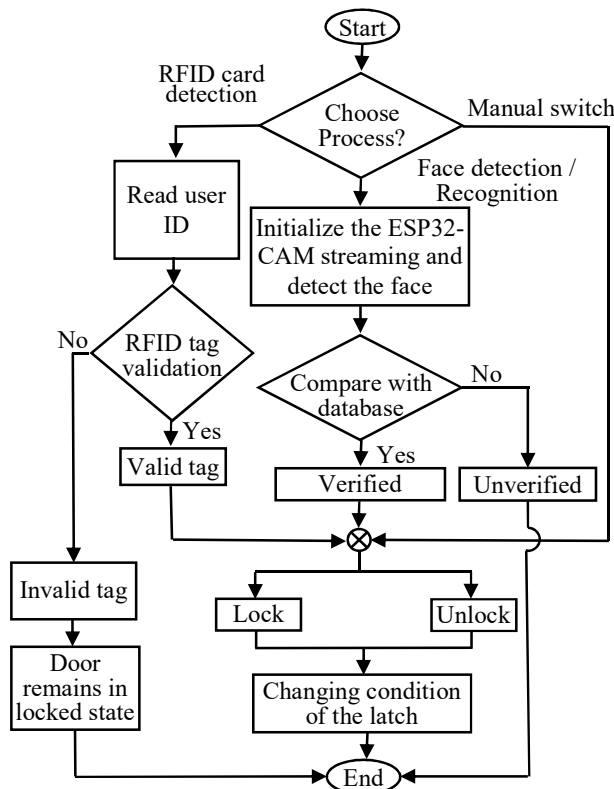 Start
RFID card
detection
Choose
Process?
Manual switch
Face detection /
Recognition
Read user
ID
Initialize the ESP32-
CAM streaming and
detect the face
No
RFID tag
validation
Yes
Compare with
database
No
Yes
Valid tag
Verified
Unverified
Invalid tag
Lock
Unlock
Door
remains in
locked state
Changing condition
of the latch
End